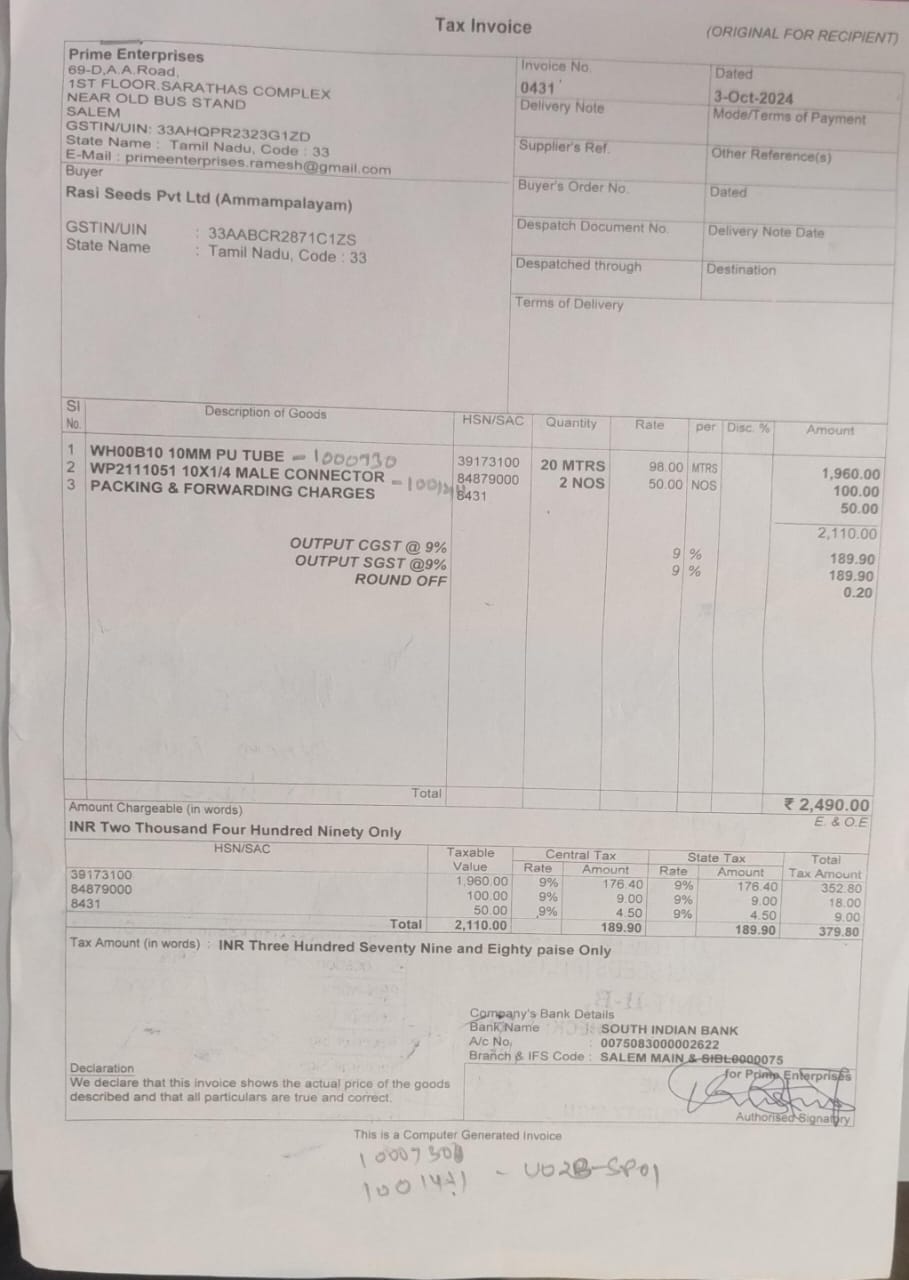 Tax Invoice
(ORIGINAL FOR RECIPIENT)
Prime Enterprises
69-D,A.A.Road,
1ST FLOOR.SARATHAS COMPLEX
NEAR OLD BUS STAND
SALEM
GSTIN/UIN: 33AHQPR2323G1ZD
State Name : Tamil Nadu, Code : 33
E-Mail : primeenterprises.ramesh@gmail.com
Invoice No.
0431
Dated
3-Oct-2024
Delivery Note
Mode/Terms of Payment
Supplier's Ref.
Other Reference(s)
Buyer
Rasi Seeds Pvt Ltd (Ammampalayam)
GSTIN/UIN : 33AABCR2871C1ZS
State Name : Tamil Nadu, Code : 33
Buyer's Order No.
Dated
Despatch Document No.
Delivery Note Date
Despatched through
Destination
Terms of Delivery
Sl No. Description of Goods HSN/SAC Quantity Rate per Disc. % Amount
1 WH00B10 10MM PU TUBE - 1000730 39173100 20 MTRS 98.00 MTRS 1,960.00
2 WP2111051 10X1/4 MALE CONNECTOR 84879000 2 NOS 50.00 NOS 100.00
3 PACKING & FORWARDING CHARGES 8431 50.00
2,110.00
OUTPUT CGST @ 9% 9 % 189.90
OUTPUT SGST @9% 9 % 189.90
ROUND OFF 0.20
Total ₹ 2,490.00
Amount Chargeable (in words) E. & O.E
INR Two Thousand Four Hundred Ninety Only
HSN/SAC Taxable Value Central Tax State Tax Total Tax Amount
Rate Amount Rate Amount
39173100 1,960.00 9% 176.40 9% 176.40 352.80
84879000 100.00 9% 9.00 9% 9.00 18.00
8431 50.00 9% 4.50 9% 4.50 9.00
Total 2,110.00 189.90 189.90 379.80
Tax Amount (in words) : INR Three Hundred Seventy Nine and Eighty paise Only
Company's Bank Details
Bank Name : SOUTH INDIAN BANK
A/c No. : 0075083000002622
Branch & IFS Code : SALEM MAIN & SIBL0000075
Declaration
We declare that this invoice shows the actual price of the goods
described and that all particulars are true and correct.
for Prime Enterprises
Authorised Signatory
This is a Computer Generated Invoice
- U02B-SP01